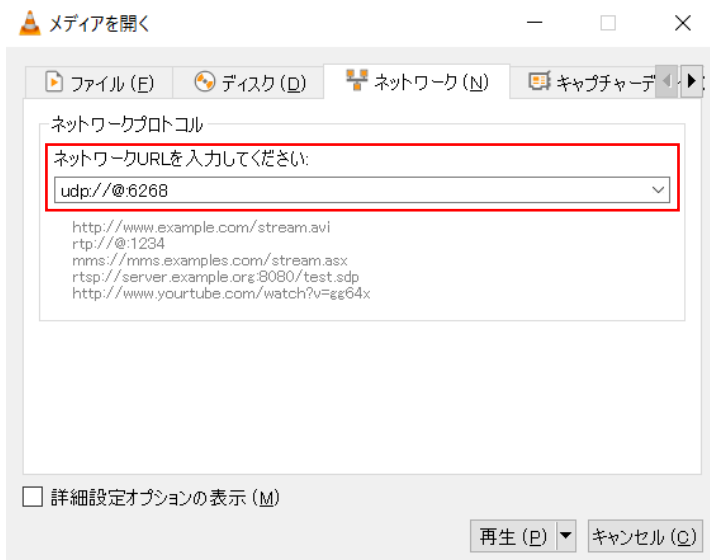 メディアを開く
ファイル(F) ディスク(D) ネットワーク(N) キャプチャーデ
ネットワークプロトコル
ネットワークURLを入力してください:
udp://@:6268
http://www.example.com/stream.avi
rtp://@:1234
mms://mms.examples.com/stream.asx
rtsp://server.example.org:8080/test.sdp
http://www.yourtube.com/watch?v=gg64x
詳細設定オプションの表示(M)
再生(P) キャンセル(C)